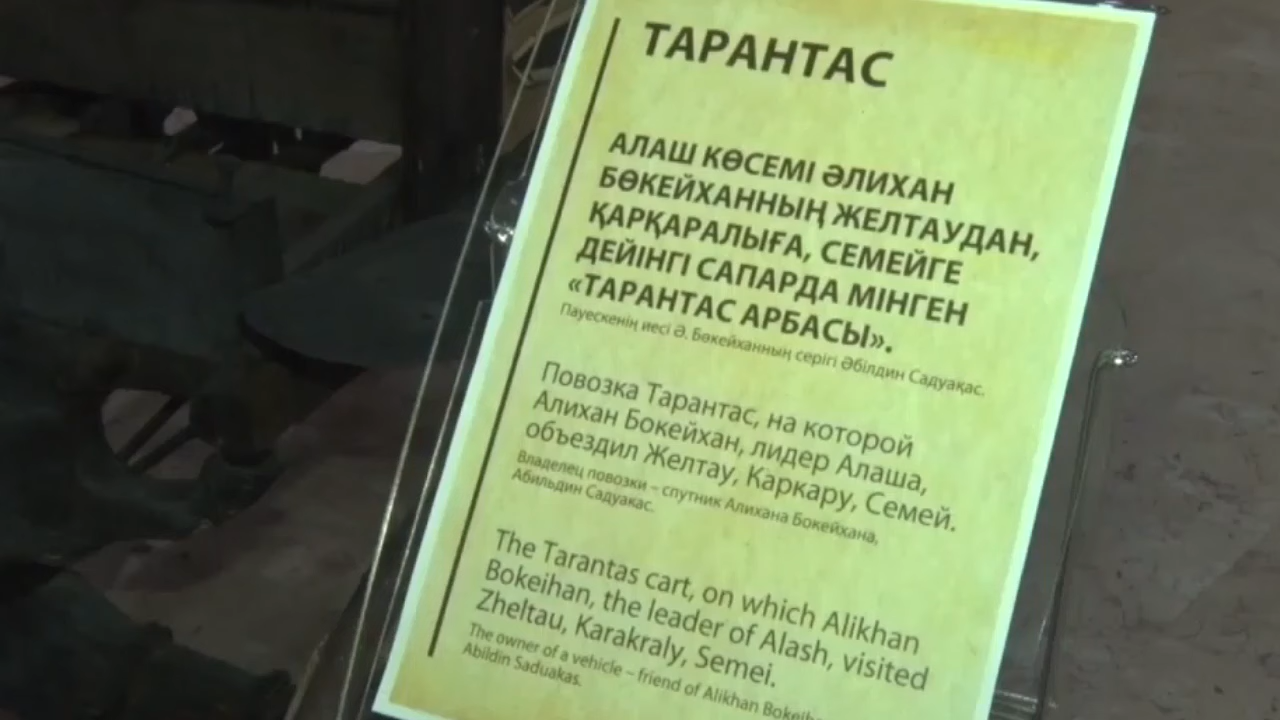 ТАРАНТАС
АЛАШ КӨСЕМІ ӘЛИХАН
БӨКЕЙХАННЫҢ ЖЕЛТАУДАН,
ҚАРҚАРАЛЫҒА, СЕМЕЙГЕ
ДЕЙІНГІ САПАРДА МІНГЕН
«ТАРАНТАС АРБАСЫ».
Пауескенің иесі Ә. Бөкейханның серігі Әбілдин Садуақас.
Повозка Тарантас, на которой
Алихан Бокейхан, лидер Алаша,
объездил Желтау, Каркару, Семей.
Владелец повозки – спутник Алихана Бокейхана,
Абильдин Садуакас.
The Tarantas cart, on which Alikhan
Bokeihan, the leader of Alash, visited
Zheltau, Karakraly, Semei.
The owner of a vehicle – friend of Alikhan
Abildin Saduakas.